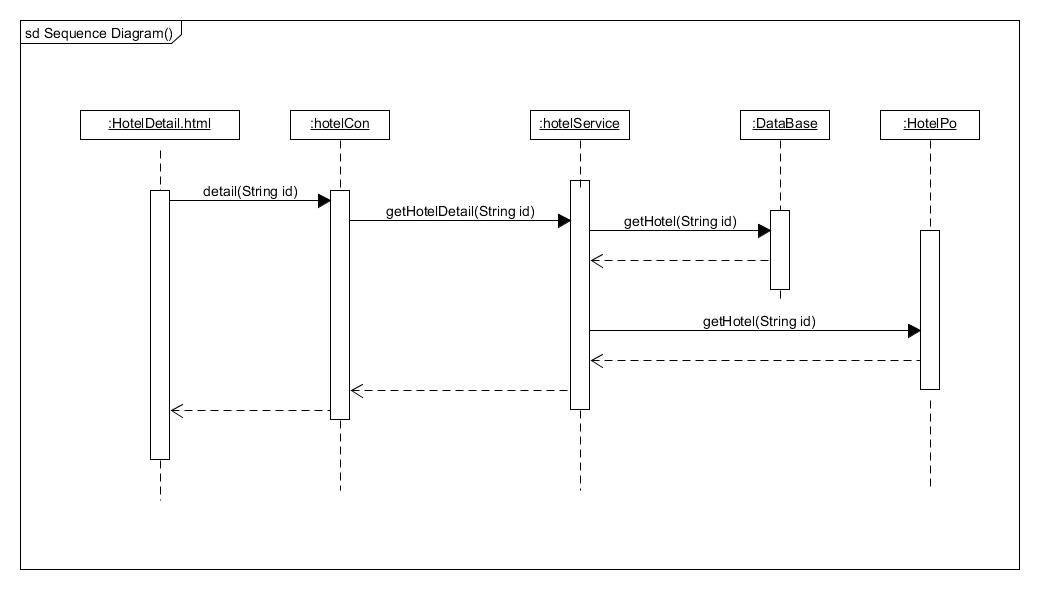 sd Sequence Diagram()
:HotelDetail.html
:hotelCon
:hotelService
:DataBase
:HotelPo
detail(String id)
getHotelDetail(String id)
getHotel(String id)
getHotel(String id)